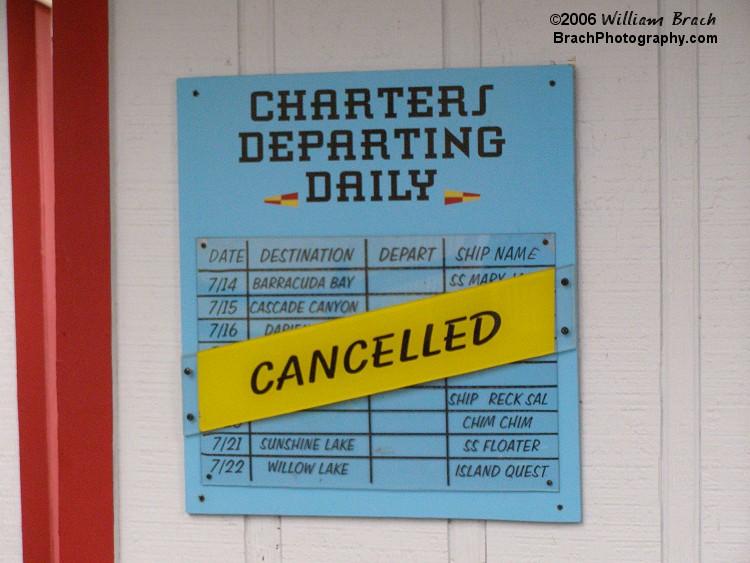 ©2006 William Brach
BrachPhotography.com
CHARTERS
DEPARTING
DAILY
DATE DESTINATION DEPART SHIP NAME
7/14 BARRACUDA BAY SS MARY
7/15 CASCADE CANYON
7/16
CANCELLED
SHIP RECK SAL
CHIM CHIM
7/21 SUNSHINE LAKE SS FLOATER
7/22 WILLOW LAKE ISLAND QUEST